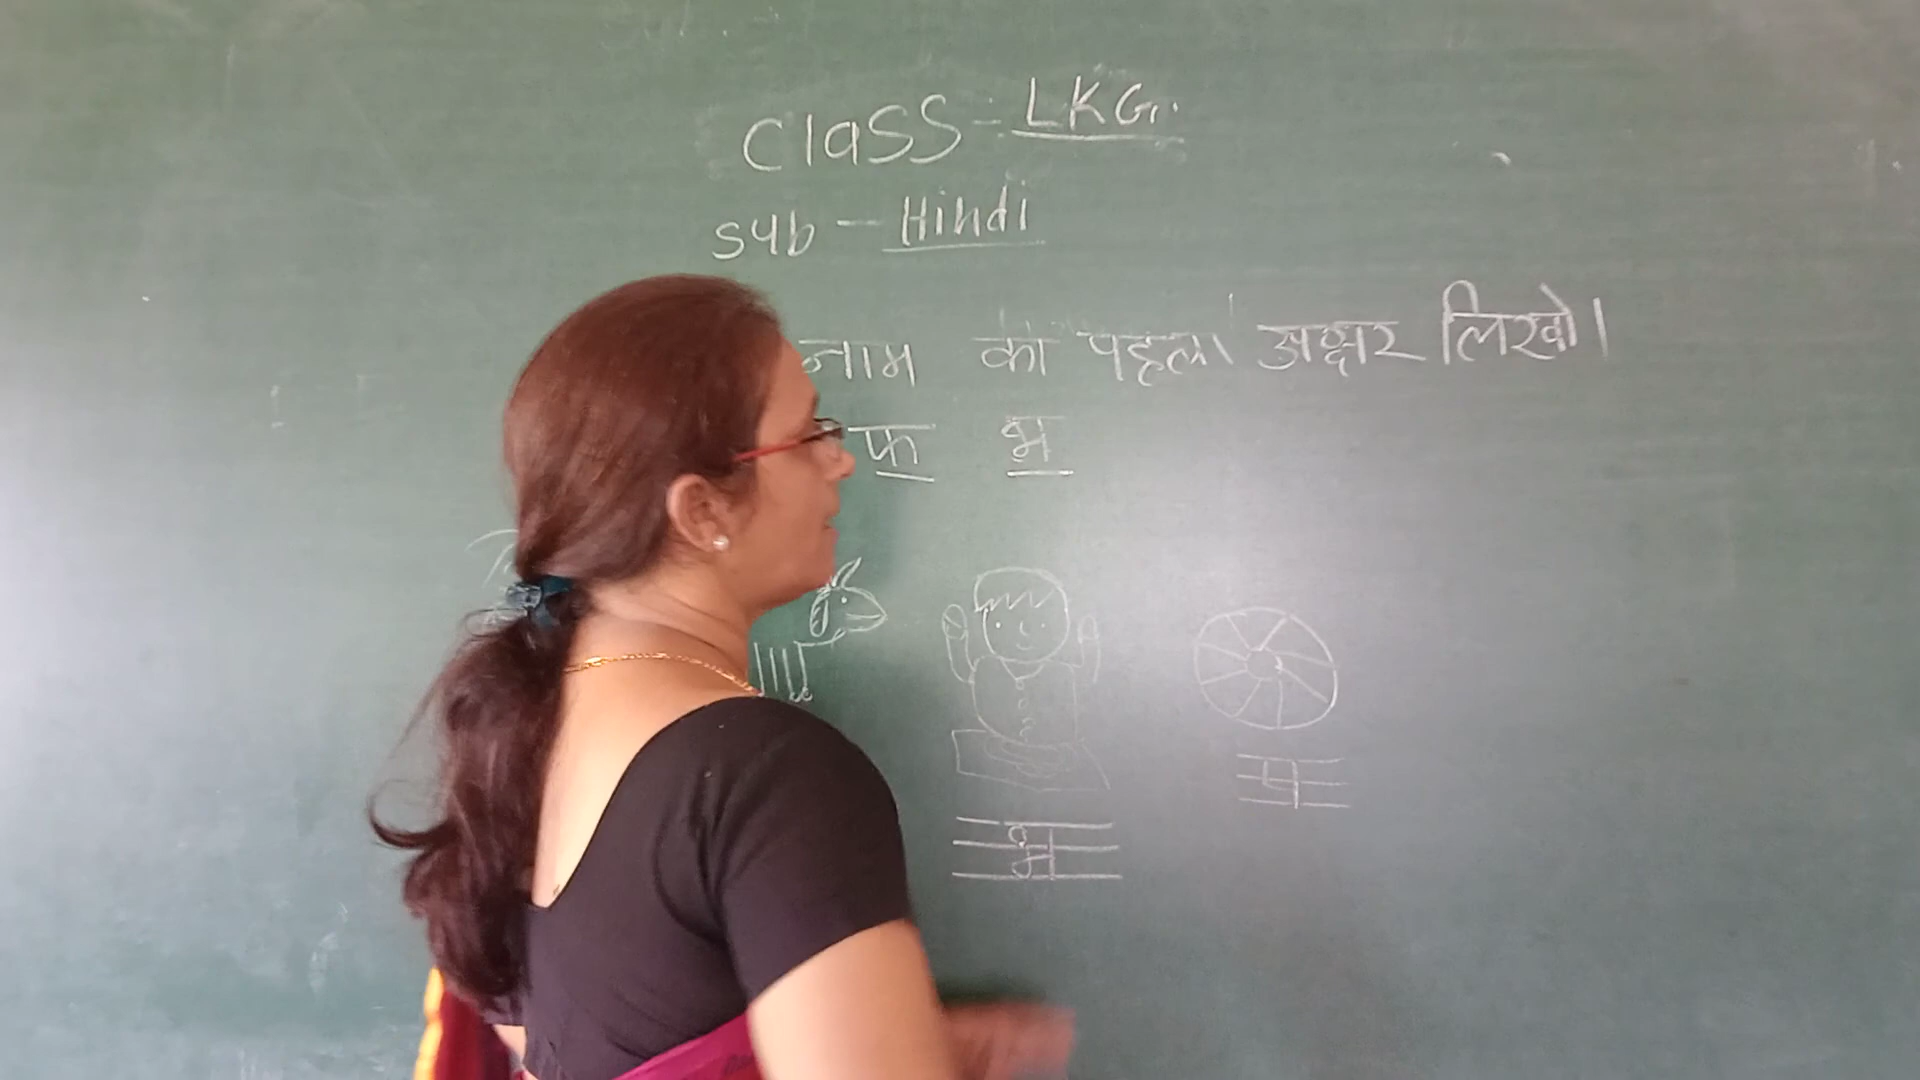 Class - LKG.
Sub - Hindi
नाम का पहला अक्षर लिखो।
फ भ
प
भ